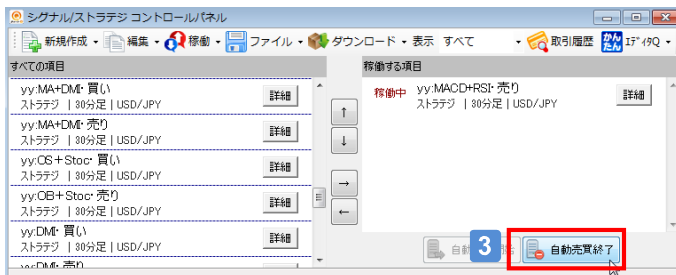 シグナル/ストラテジ コントロールパネル
新規作成 編集 稼働 ファイル ダウンロード 表示 すべて 取引履歴 かんたん ｴﾃﾞｨﾀQ
すべての項目
稼働する項目
yy:MA+DMI・買い
ストラテジ | 30分足 | USD/JPY
詳細
yy:MA+DMI・売り
ストラテジ | 30分足 | USD/JPY
詳細
yy:OS＋Stoc・買い
ストラテジ | 30分足 | USD/JPY
詳細
yy:OB＋Stoc・売り
ストラテジ | 30分足 | USD/JPY
詳細
yy:DMI・買い
ストラテジ | 30分足 | USD/JPY
詳細
yy:DMI・売り
↑
↓
→
←
稼働中 yy:MACD+RSI・売り
ストラテジ | 30分足 | USD/JPY
詳細
自動
3
自動売買終了